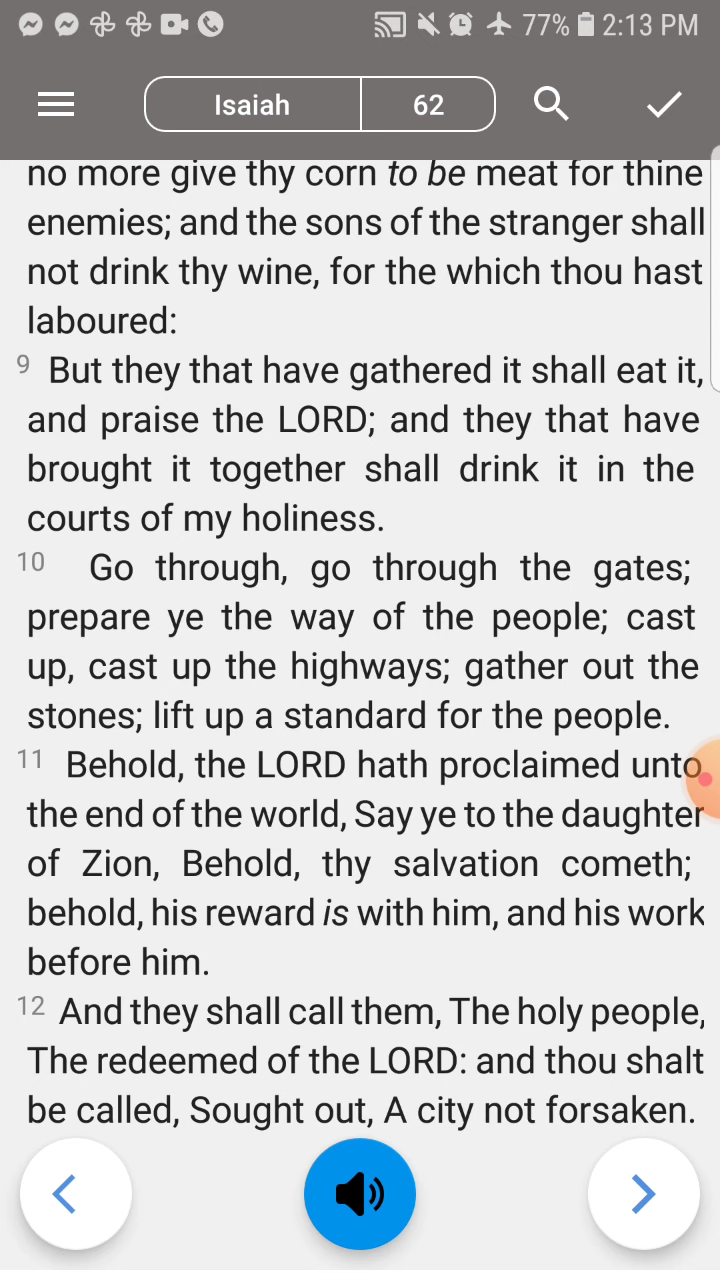 77% 2:13 PM
Isaiah 62
no more give thy corn to be meat for thine
enemies; and the sons of the stranger shall
not drink thy wine, for the which thou hast
laboured:
9 But they that have gathered it shall eat it,
and praise the LORD; and they that have
brought it together shall drink it in the
courts of my holiness.
10 Go through, go through the gates;
prepare ye the way of the people; cast
up, cast up the highways; gather out the
stones; lift up a standard for the people.
11 Behold, the LORD hath proclaimed unto
the end of the world, Say ye to the daughter
of Zion, Behold, thy salvation cometh;
behold, his reward is with him, and his work
before him.
12 And they shall call them, The holy people,
The redeemed of the LORD: and thou shalt
be called, Sought out, A city not forsaken.